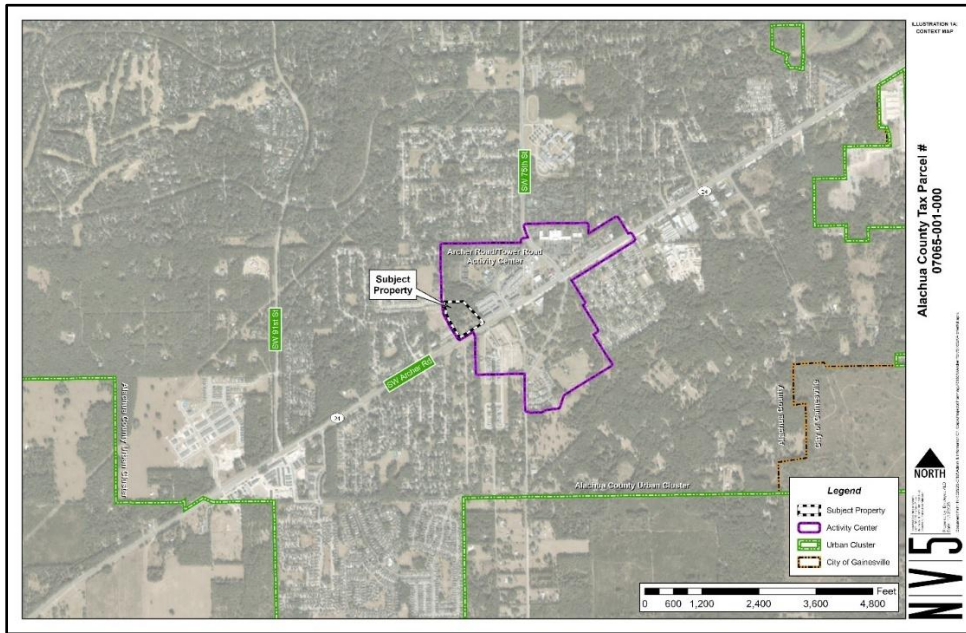 ILLUSTRATION 1A:
CONTEXT MAP
SW 75th St
24
Archer Road/Tower Road
Activity Center
Subject
Property
SW 91st St
SW Archer Rd
24
Alachua County Urban Cluster
Alachua County
City of Gainesville
Alachua County Urban Cluster
Legend
Subject Property
Activity Center
Urban Cluster
City of Gainesville
Feet
0 600 1,200 2,400 3,600 4,800
Alachua County Tax Parcel #
07065-001-000
NORTH
NV5